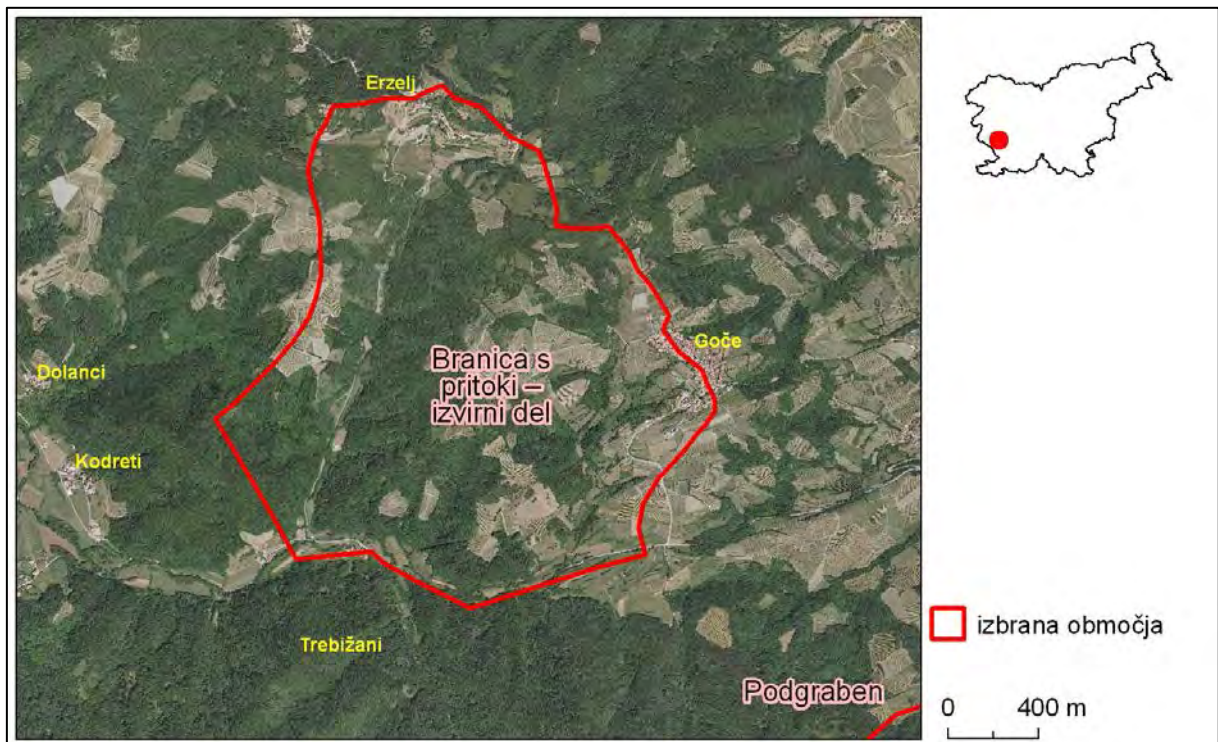 Erzelj
Goče
Branica s
pritoki –
izvirni del
Dolanci
Kodreti
Trebižani
Podgraben
izbrana območja
0 400 m